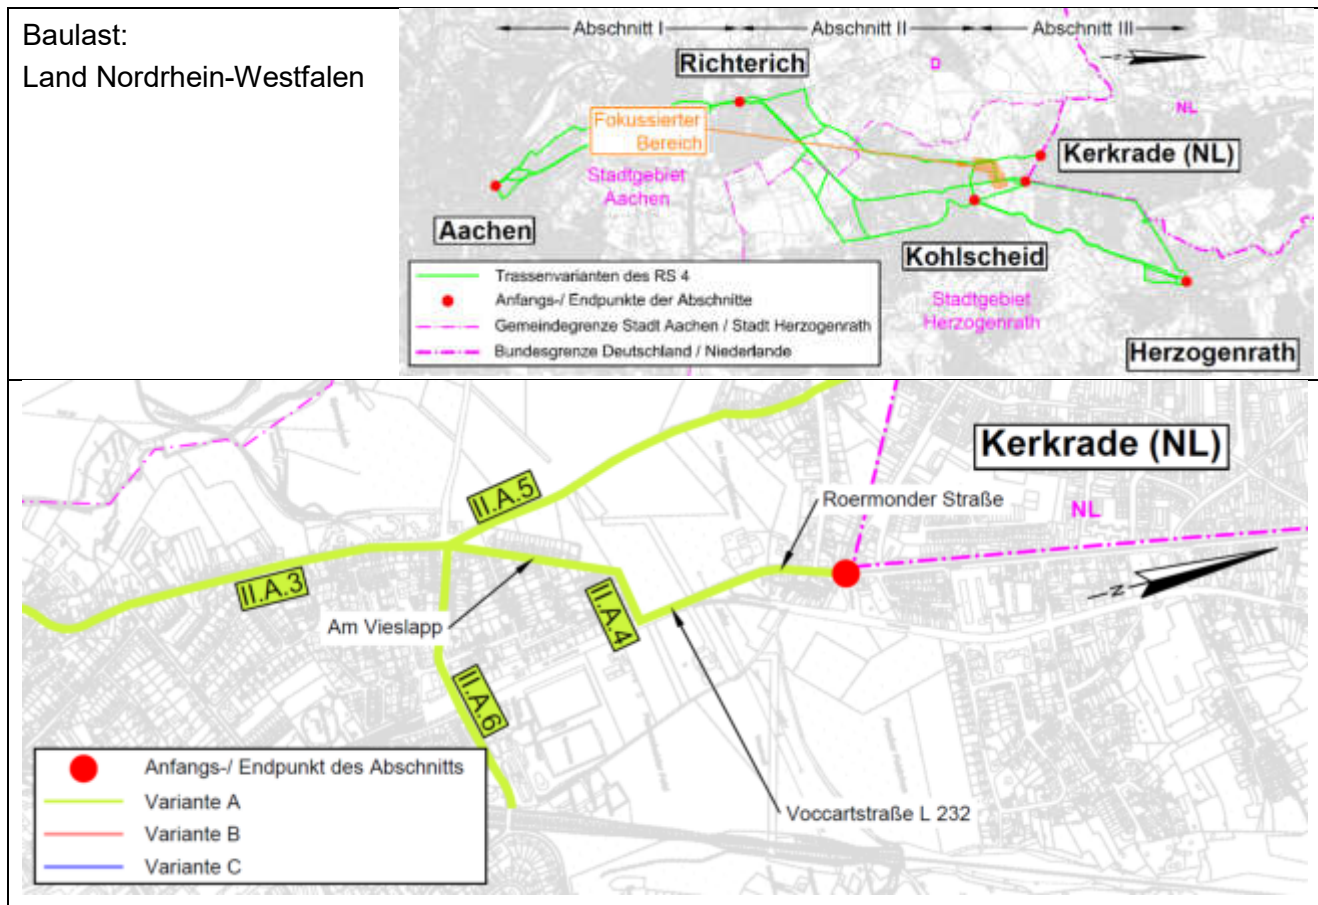 Baulast:
Land Nordrhein-Westfalen
Abschnitt I
Abschnitt II
Abschnitt III
Richterich
N
NL
Fokussierter
Bereich
Kerkrade (NL)
Stadtgebiet
Aachen
Aachen
Kohlscheid
Stadtgebiet
Herzogenrath
Herzogenrath
Trassenvarianten des RS 4
Anfangs-/ Endpunkte der Abschnitte
Gemeindegrenze Stadt Aachen / Stadt Herzogenrath
Bundesgrenze Deutschland / Niederlande
Kerkrade (NL)
II.A.5
Roermonder Straße
NL
II.A.3
N
II.A.4
Am Vieslapp
II.A.6
Voccartstraße L 232
Anfangs-/ Endpunkt des Abschnitts
Variante A
Variante B
Variante C